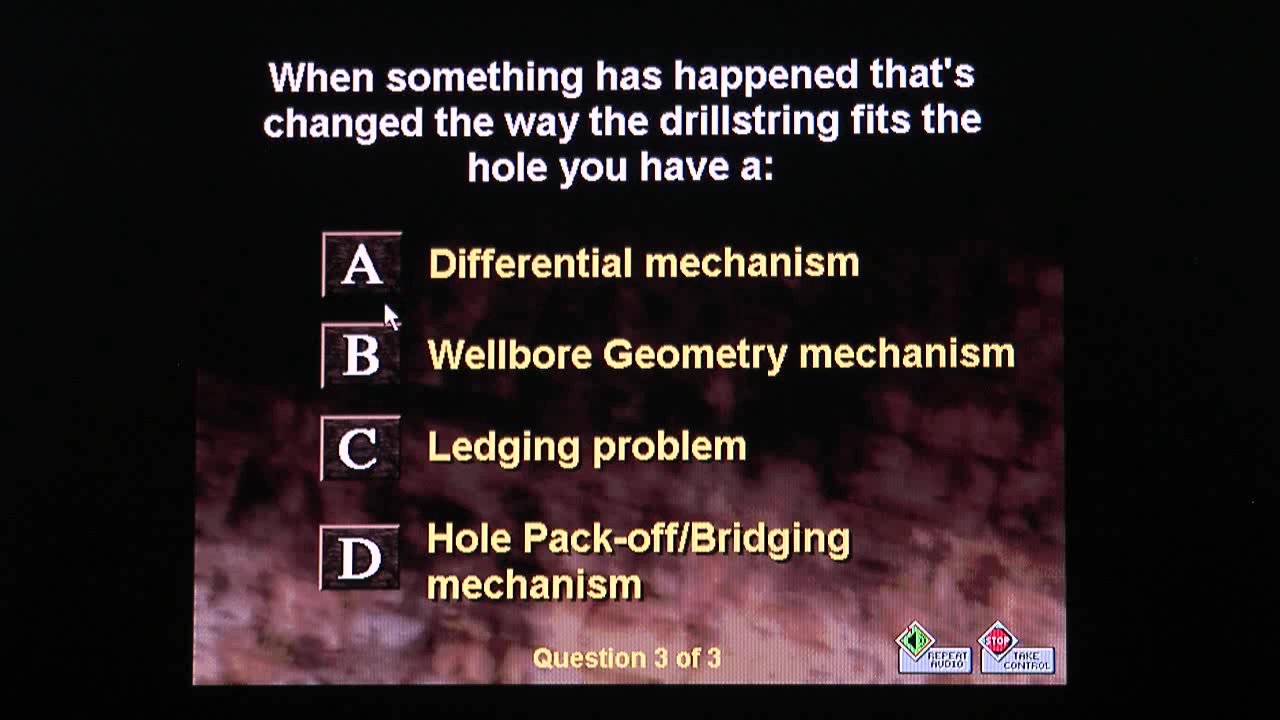 When something has happened that's
changed the way the drillstring fits the
hole you have a:
A Differential mechanism
B Wellbore Geometry mechanism
C Ledging problem
D Hole Pack-off/Bridging
mechanism
Question 3 of 3
REPEAT
AUDIO
STOP
TAKE
CONTROL